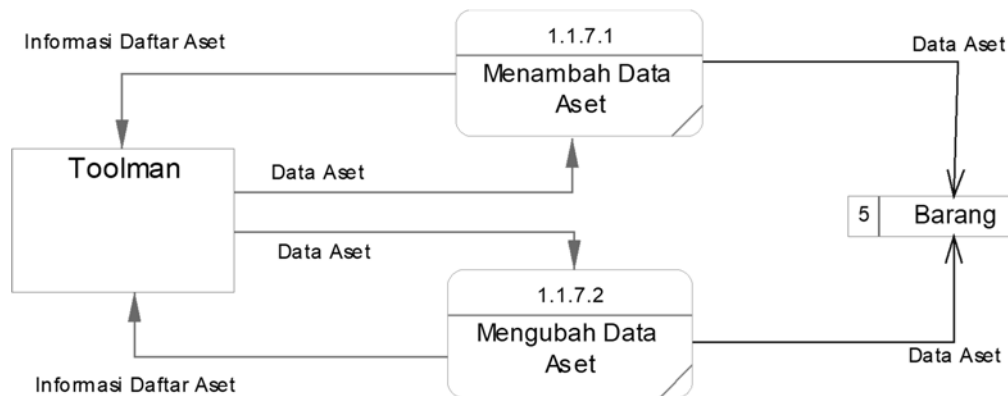 Informasi Daftar Aset
1.1.7.1
Menambah Data
Aset
Data Aset
Toolman
Data Aset
5 Barang
Data Aset
1.1.7.2
Mengubah Data
Aset
Data Aset
Informasi Daftar Aset